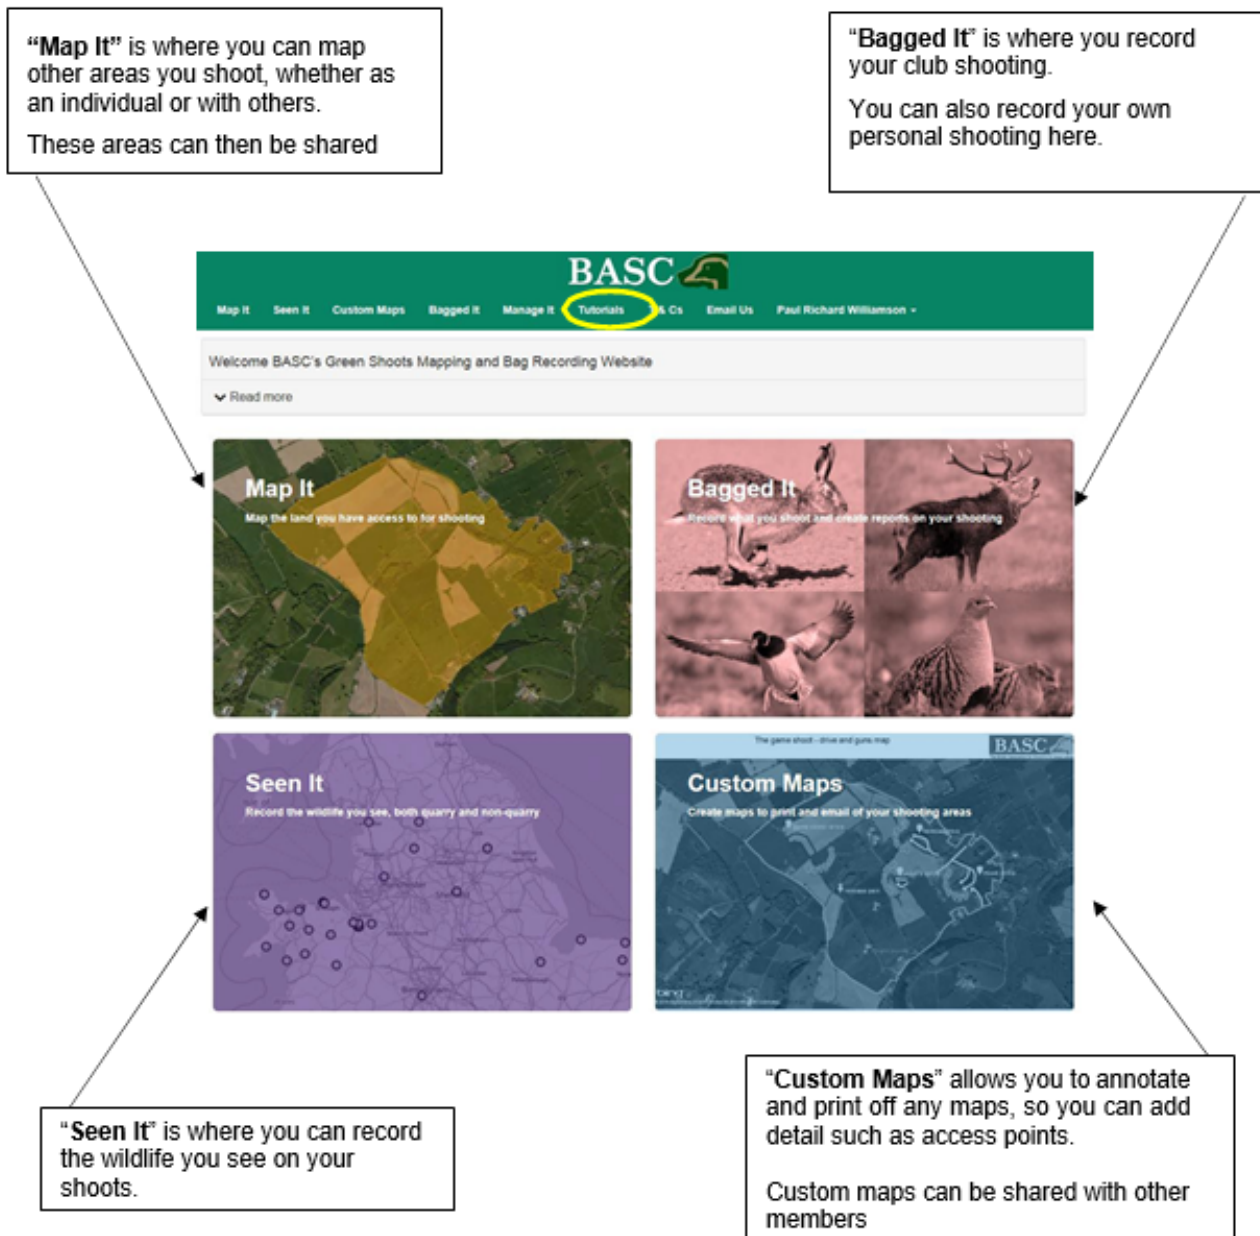 “Map It” is where you can map
other areas you shoot, whether as
an individual or with others.
These areas can then be shared
“Bagged It” is where you record
your club shooting.
You can also record your own
personal shooting here.
BASC
Map It Seen It Custom Maps Bagged It Manage It Tutorials & Cs Email Us Paul Richard Williamson
Welcome BASC's Green Shoots Mapping and Bag Recording Website
Read more
Map It
Map the land you have access to for shooting
Bagged It
Record what you shoot and create reports on your shooting
Seen It
Record the wildlife you see, both quarry and non-quarry
The game shoot - drive and guns map
BASC
Custom Maps
Create maps to print and email of your shooting areas
“Seen It” is where you can record
the wildlife you see on your
shoots.
“Custom Maps” allows you to annotate
and print off any maps, so you can add
detail such as access points.
Custom maps can be shared with other
members